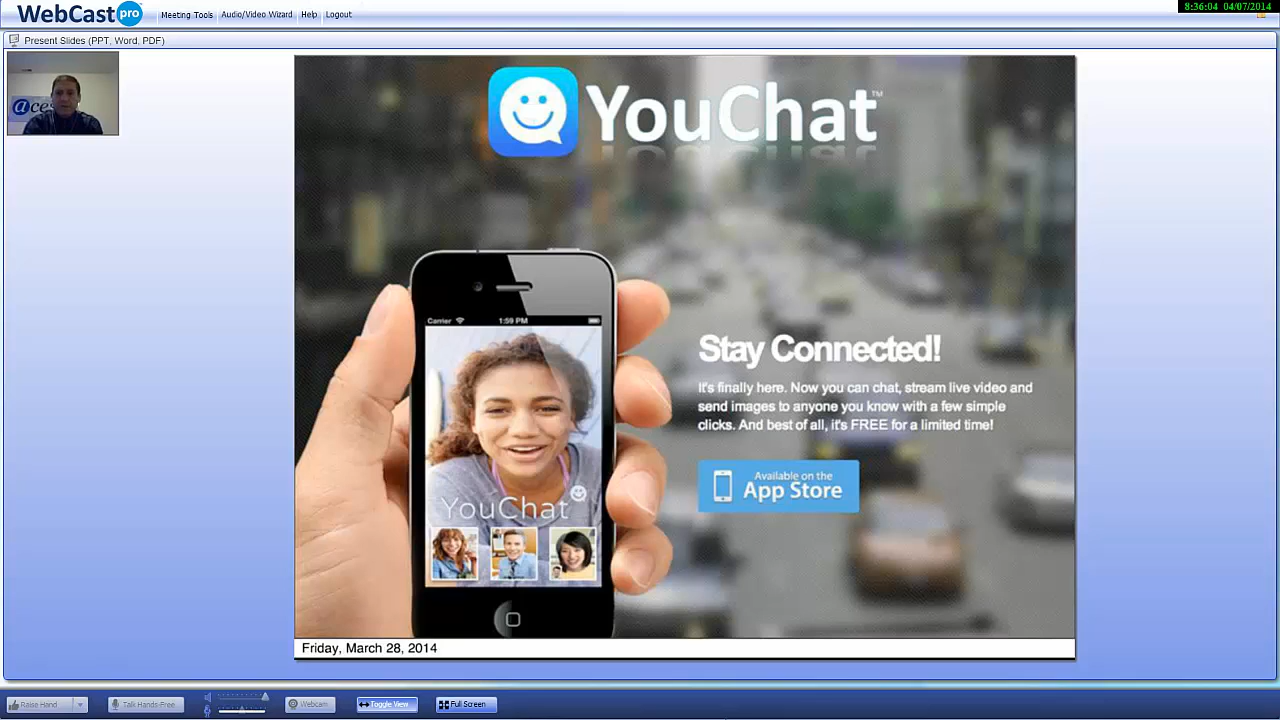 WebCast pro
Meeting Tools Audio/Video Wizard Help Logout
8:36:04 04/07/2014
Present Slides (PPT, Word, PDF)
@aces
YouChat™
Carrier 1:59 PM
YouChat
Stay Connected!
It's finally here. Now you can chat, stream live video and
send images to anyone you know with a few simple
clicks. And best of all, it's FREE for a limited time!
Available on the
App Store
Friday, March 28, 2014
Raise Hand Talk Hands-Free Webcam Toggle View Full Screen